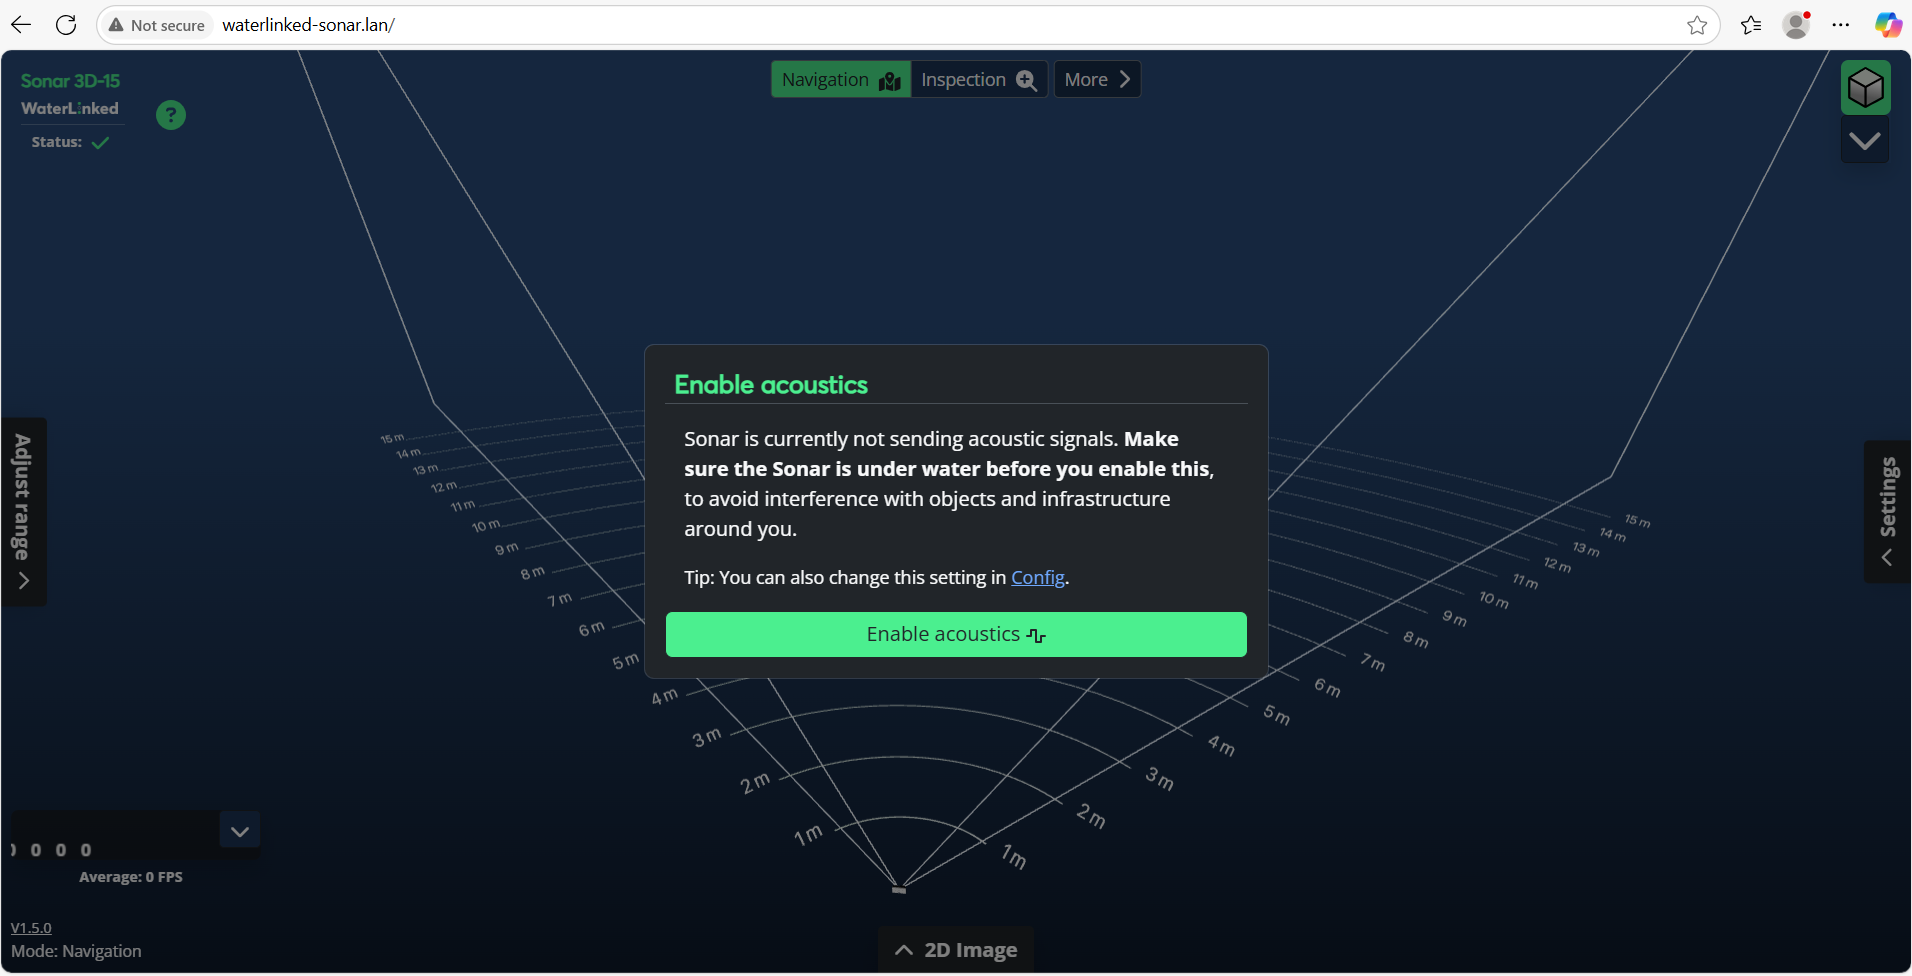 Not secure
waterlinked-sonar.lan/
Sonar 3D-15
WaterLinked
Status:
?
Navigation
Inspection
More
Enable acoustics
Sonar is currently not sending acoustic signals. Make
sure the Sonar is under water before you enable this,
to avoid interference with objects and infrastructure
around you.
Tip: You can also change this setting in Config.
Enable acoustics
Adjust range
Settings
15 m
14 m
13 m
12 m
11 m
10 m
9 m
8 m
7 m
6 m
5 m
4 m
3 m
2 m
1 m
15 m
14 m
13 m
12 m
11 m
10 m
9 m
8 m
7 m
6 m
5 m
4 m
3 m
2 m
1 m
0 0 0
Average: 0 FPS
V1.5.0
Mode: Navigation
2D Image